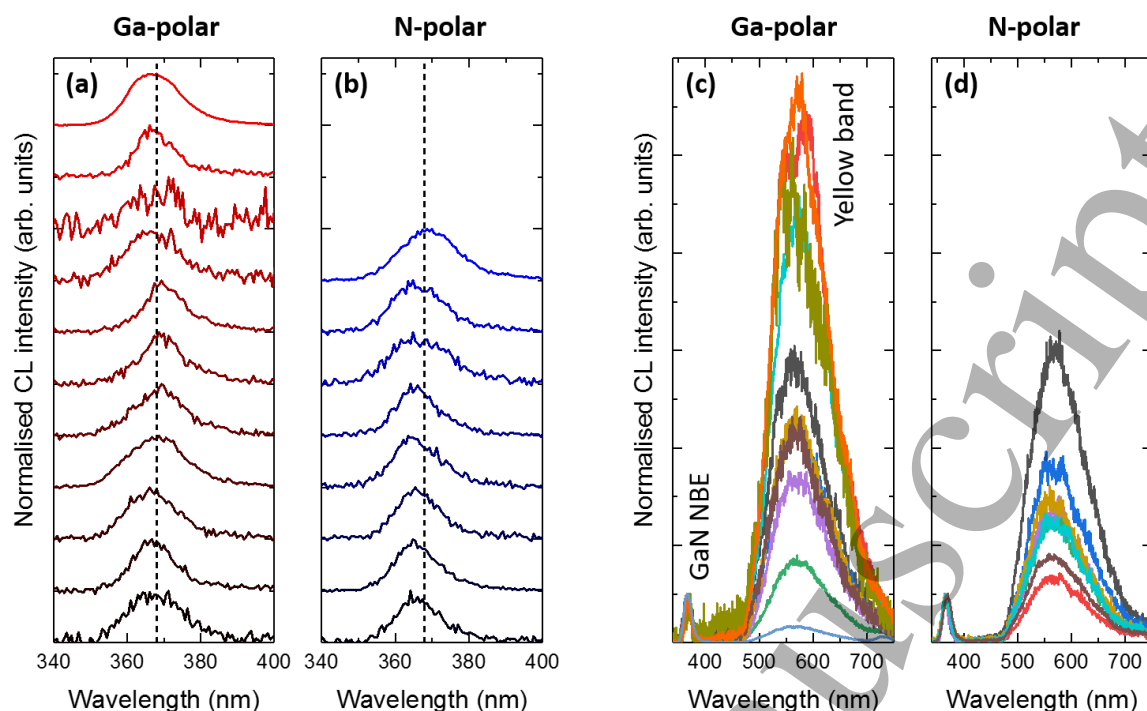 Ga-polar
N-polar
Ga-polar
N-polar
(a)
(b)
(c)
(d)
Yellow band
GaN NBE
Normalised CL intensity (arb. units)
Normalised CL intensity (arb. units)
340 360 380 400
340 360 380 400
400 500 600 700
400 500 600 700
Wavelength (nm)
Wavelength (nm)
Wavelength (nm)
Wavelength (nm)
uscript